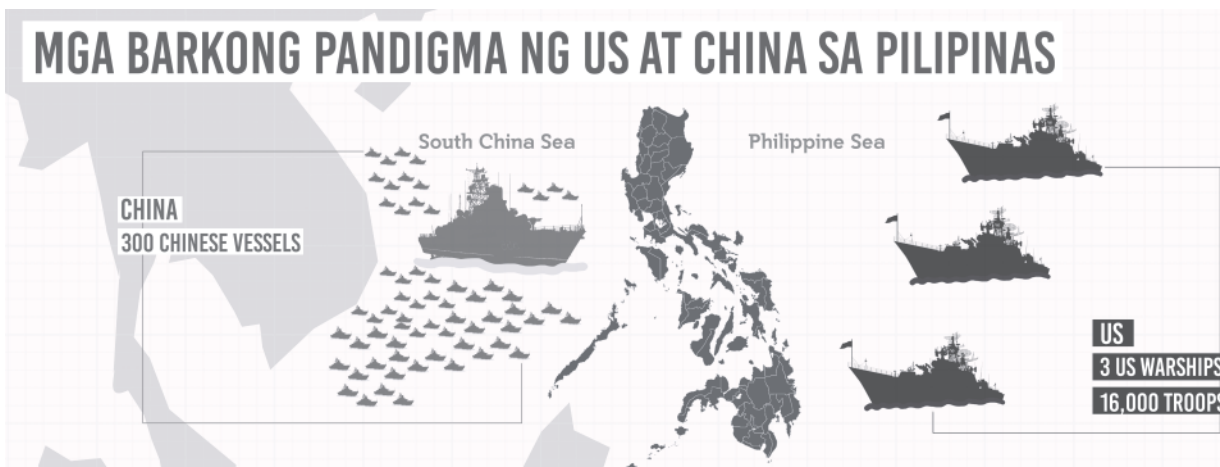 MGA BARKONG PANDIGMA NG US AT CHINA SA PILIPINAS
South China Sea
Philippine Sea
CHINA
300 CHINESE VESSELS
US
3 US WARSHIPS
16,000 TROOPS